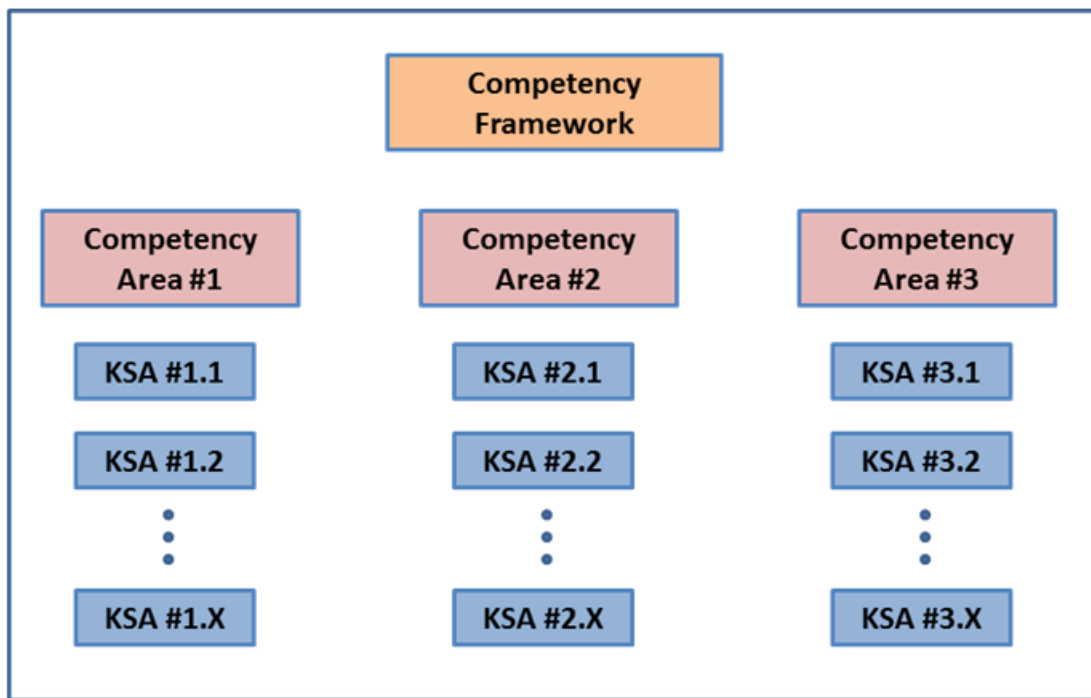 Competency
Framework
Competency
Area #1
Competency
Area #2
Competency
Area #3
KSA #1.1
KSA #2.1
KSA #3.1
KSA #1.2
KSA #2.2
KSA #3.2
KSA #1.X
KSA #2.X
KSA #3.X